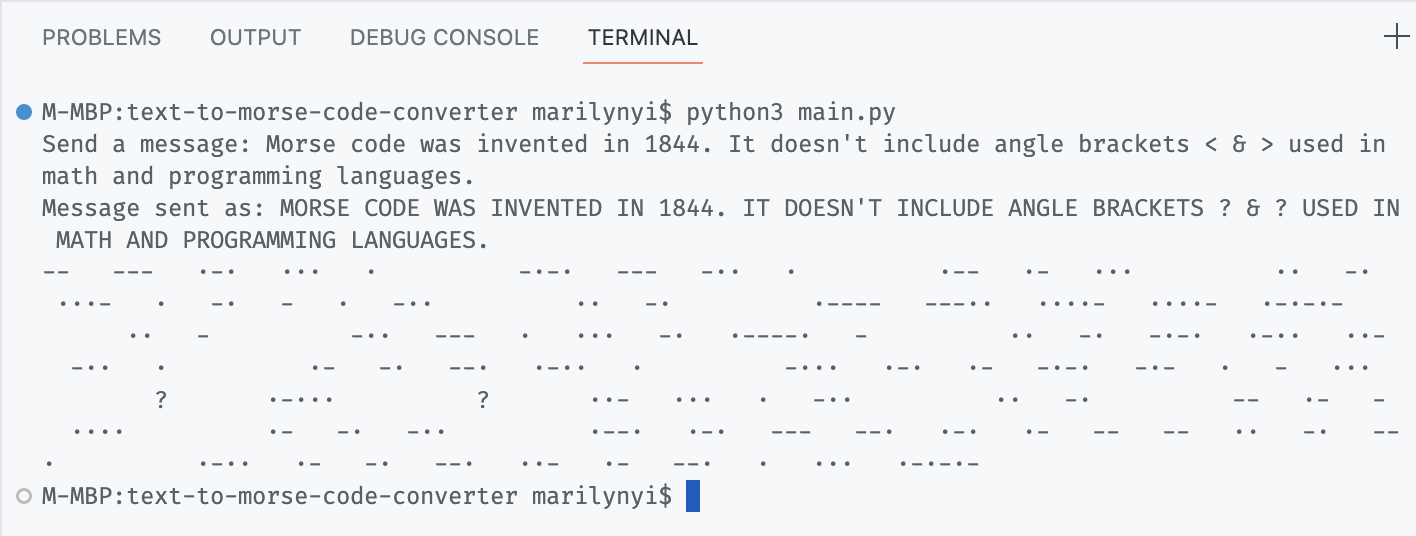 PROBLEMS OUTPUT DEBUG CONSOLE TERMINAL
M-MBP:text-to-morse-code-converter marilynyi$ python3 main.py
Send a message: Morse code was invented in 1844. It doesn't include angle brackets < & > used in
math and programming languages.
Message sent as: MORSE CODE WAS INVENTED IN 1844. IT DOESN'T INCLUDE ANGLE BRACKETS ? & ? USED IN
MATH AND PROGRAMMING LANGUAGES.
−−   −−−   ·−·   ···   ·          −·−·   −−−   −··   ·          ·−−   ·−   ···          ··   −·
···−   ·   −·   −   ·   −··          ··   −·          ·−−−−   −−−··   ····−   ····−   ·−·−·−
··   −          −··   −−−   ·   ···   −·   ·−−−−·   −          ··   −·   −·−·   ·−··   ··−
−··   ·          ·−   −·   −−·   ·−··   ·          −···   ·−·   ·−   −·−·   −·−   ·   −   ···
?       ·−···          ?       ··−   ···   ·   −··          ··   −·          −−   ·−   −
····          ·−   −·   −··          ·−−·   ·−·   −−−   −−·   ·−·   ·−   −−   −−   ··   −·   −−
·          ·−··   ·−   −·   −−·   ··−   ·−   −−·   ·   ···   ·−·−·−
M-MBP:text-to-morse-code-converter marilynyi$